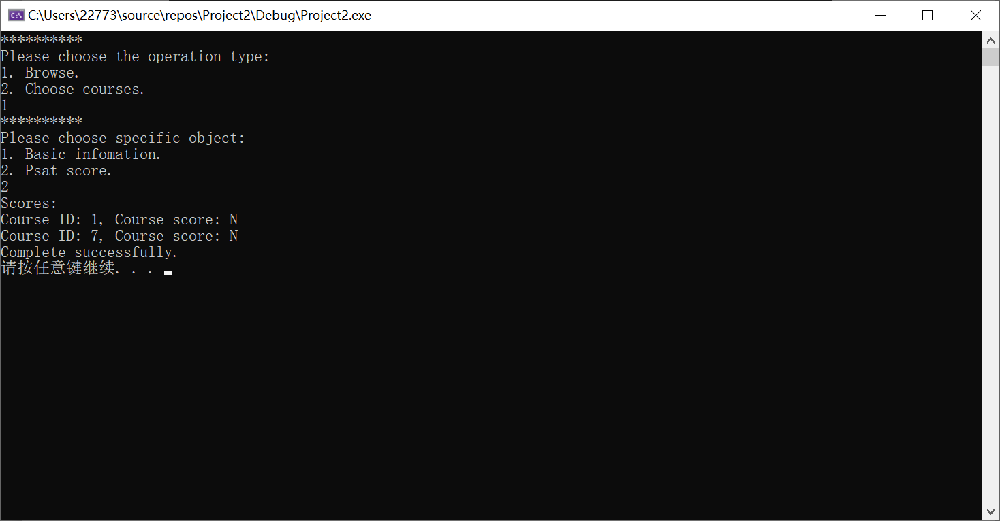 C:\Users\22773\source\repos\Project2\Debug\Project2.exe
**********
Please choose the operation type:
1. Browse.
2. Choose courses.
1
**********
Please choose specific object:
1. Basic infomation.
2. Psat score.
2
Scores:
Course ID: 1, Course score: N
Course ID: 7, Course score: N
Complete successfully.
请按任意键继续. . .